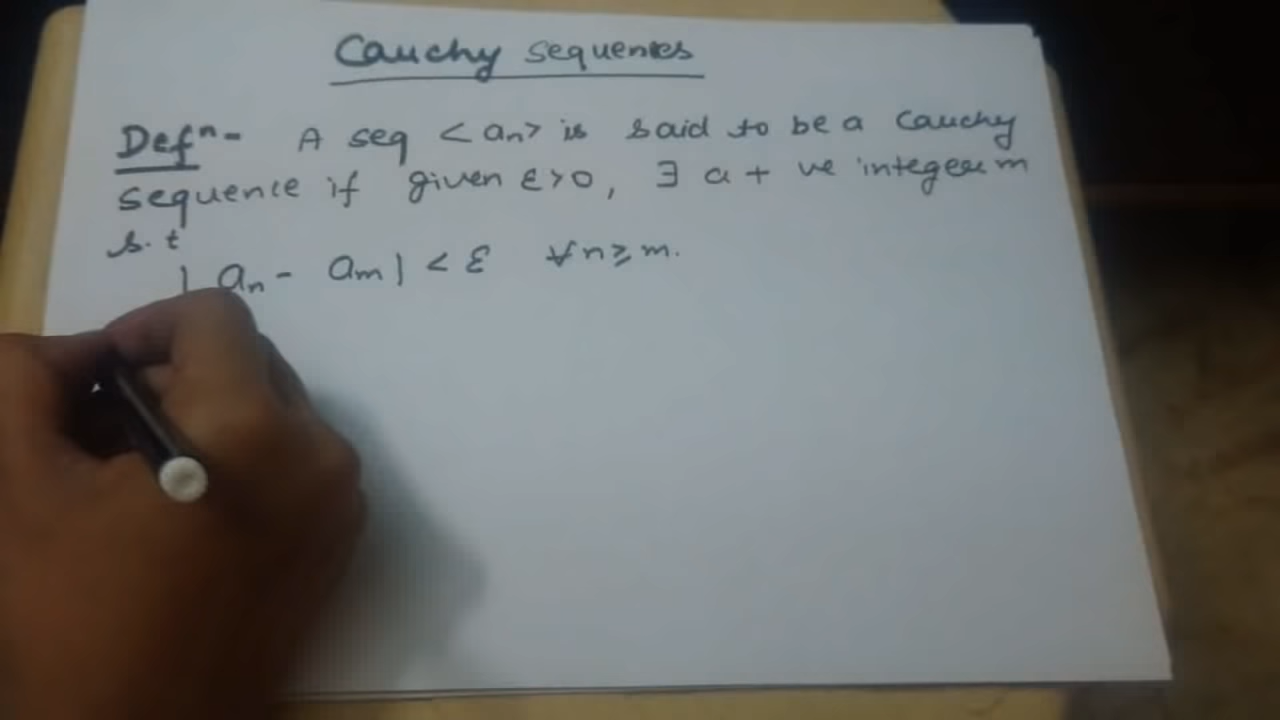 Cauchy sequences
Defⁿ- A seq <aₙ> is said to be a Cauchy
sequence if given ε>0, ∃ a + ve integer m
s.t
| aₙ - aₘ | < ε ∀ n ≥ m.